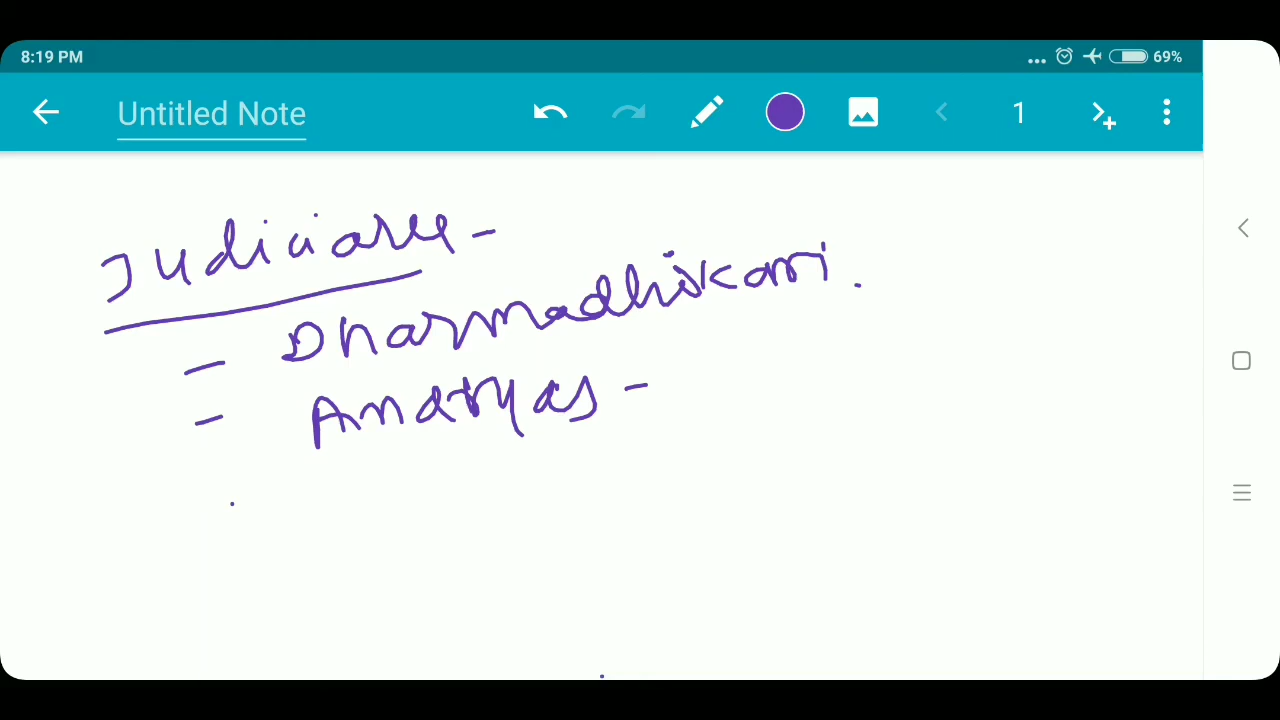 8:19 PM ... 69%
Untitled Note 1
Judiciary -
- Dharmadhikari.
- Amatyas -